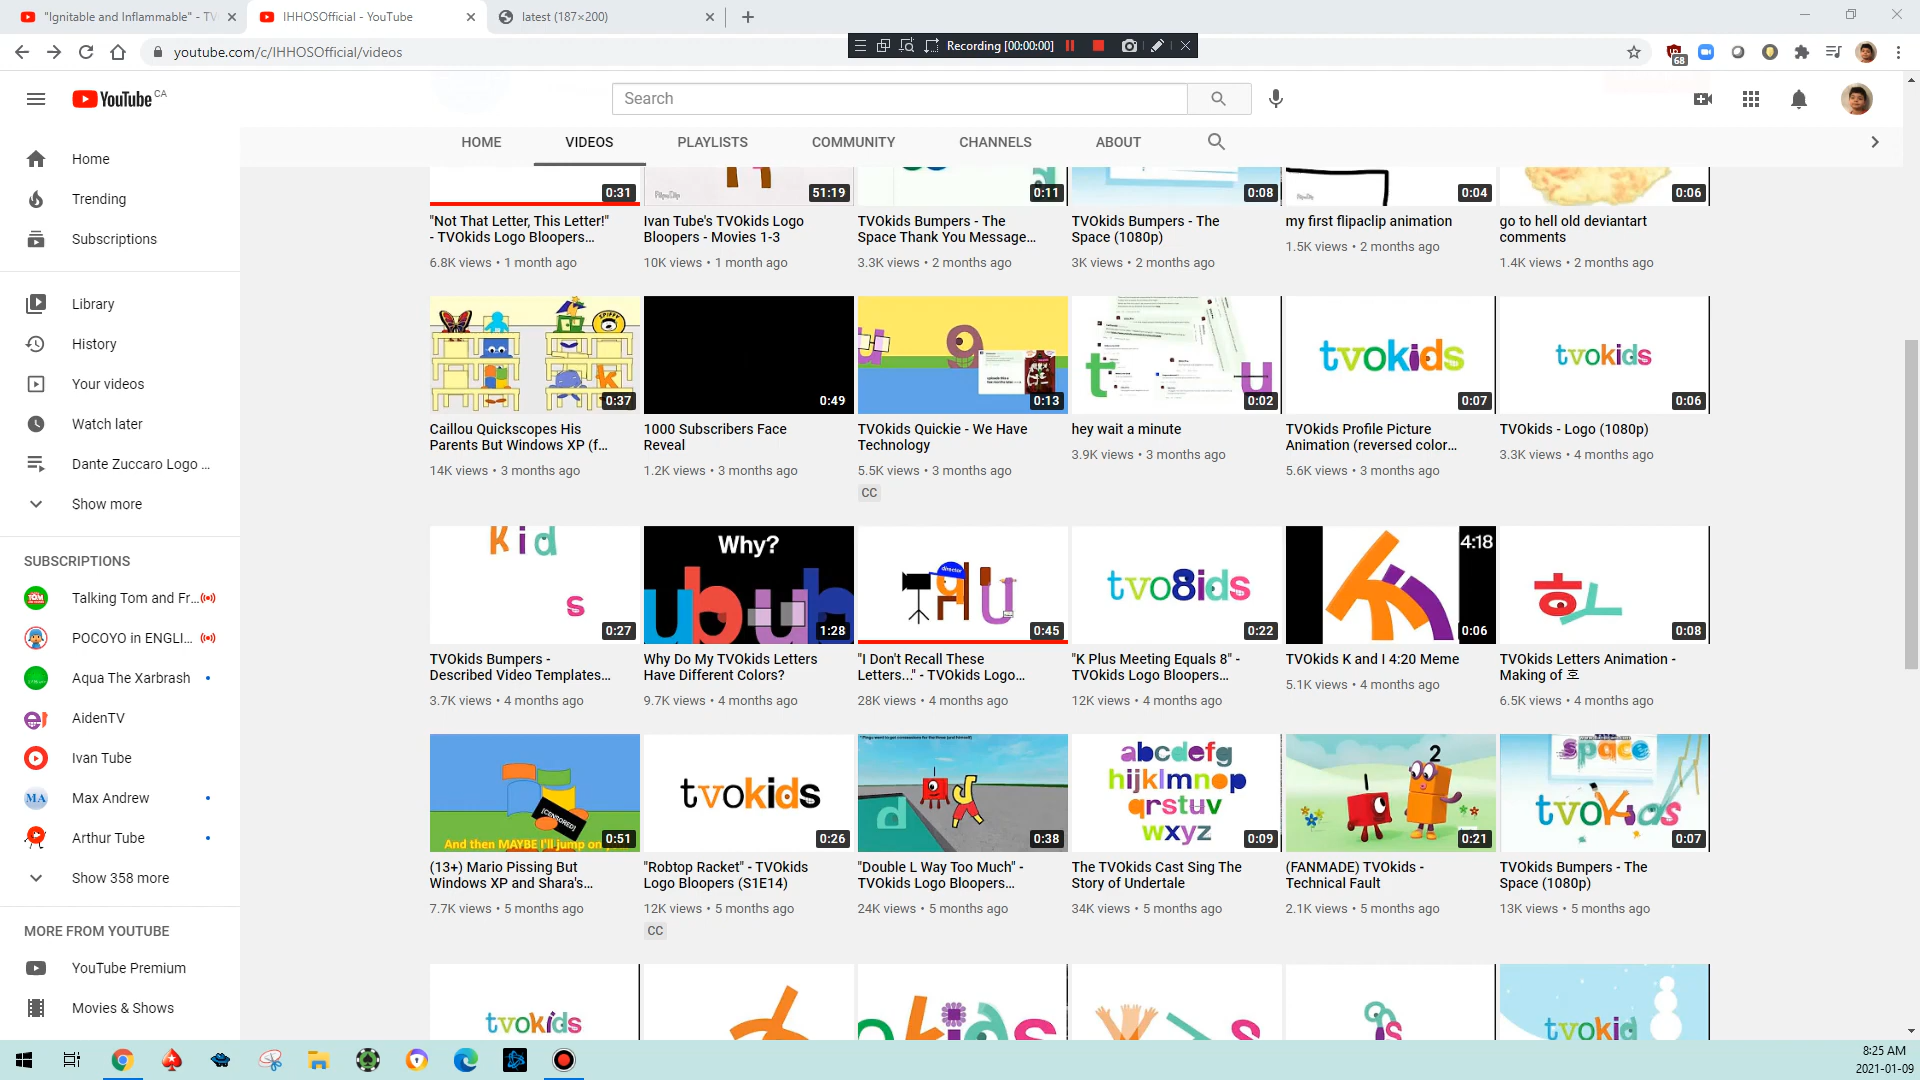 "Ignitable and Inflammable" - TV
IHHOSOfficial - YouTube
latest (187×200)
youtube.com/c/IHHOSOfficial/videos
Recording [00:00:00]
68
YouTube CA
Search
HOME
VIDEOS
PLAYLISTS
COMMUNITY
CHANNELS
ABOUT
Home
Trending
Subscriptions
Library
History
Your videos
Watch later
Dante Zuccaro Logo ...
Show more
SUBSCRIPTIONS
Talking Tom and Fr...
POCOYO in ENGLI...
Aqua The Xarbrash
AidenTV
Ivan Tube
MA
Max Andrew
Arthur Tube
Show 358 more
MORE FROM YOUTUBE
YouTube Premium
Movies & Shows
0:31
FlipaClip
51:19
0:11
0:08
FlipaClip
0:04
0:06
"Not That Letter, This Letter!"
- TVOkids Logo Bloopers...
6.8K views • 1 month ago
Ivan Tube's TVOkids Logo
Bloopers - Movies 1-3
10K views • 1 month ago
TVOkids Bumpers - The
Space Thank You Message...
3.3K views • 2 months ago
TVOkids Bumpers - The
Space (1080p)
3K views • 2 months ago
my first flipaclip animation
1.5K views • 2 months ago
go to hell old deviantart
comments
1.4K views • 2 months ago
SPIFFY
k
0:37
0:49
u g
0:13
t u
0:02
tvokids
0:07
tvokids
0:06
Caillou Quickscopes His
Parents But Windows XP (f...
14K views • 3 months ago
1000 Subscribers Face
Reveal
1.2K views • 3 months ago
TVOkids Quickie - We Have
Technology
5.5K views • 3 months ago
CC
hey wait a minute
3.9K views • 3 months ago
TVOkids Profile Picture
Animation (reversed color...
5.6K views • 3 months ago
TVOkids - Logo (1080p)
3.3K views • 4 months ago
kid
s
0:27
Why?
ubub
1:28
director
au
0:45
tvo8ids
0:22
4:18
0:06
호ㄴ
0:08
TVOkids Bumpers -
Described Video Templates...
3.7K views • 4 months ago
Why Do My TVOkids Letters
Have Different Colors?
9.7K views • 4 months ago
"I Don't Recall These
Letters..." - TVOkids Logo...
28K views • 4 months ago
"K Plus Meeting Equals 8" -
TVOkids Logo Bloopers...
12K views • 4 months ago
TVOkids K and I 4:20 Meme
5.1K views • 4 months ago
TVOkids Letters Animation -
Making of 호
6.5K views • 4 months ago
[CENSORED]
And then MAYBE I'll jump on
0:51
tvokids
0:26
d
0:38
abcdefg
hijklmnop
qrstuv
wxyz
0:09
2
0:21
space
tvokids
0:07
(13+) Mario Pissing But
Windows XP and Shara's...
7.7K views • 5 months ago
"Robtop Racket" - TVOkids
Logo Bloopers (S1E14)
12K views • 5 months ago
CC
"Double L Way Too Much" -
TVOkids Logo Bloopers...
24K views • 5 months ago
The TVOkids Cast Sing The
Story of Undertale
34K views • 5 months ago
(FANMADE) TVOkids -
Technical Fault
2.1K views • 5 months ago
TVOkids Bumpers - The
Space (1080p)
13K views • 5 months ago
tvokids
okids
s
s
tvokid
8:25 AM
2021-01-09